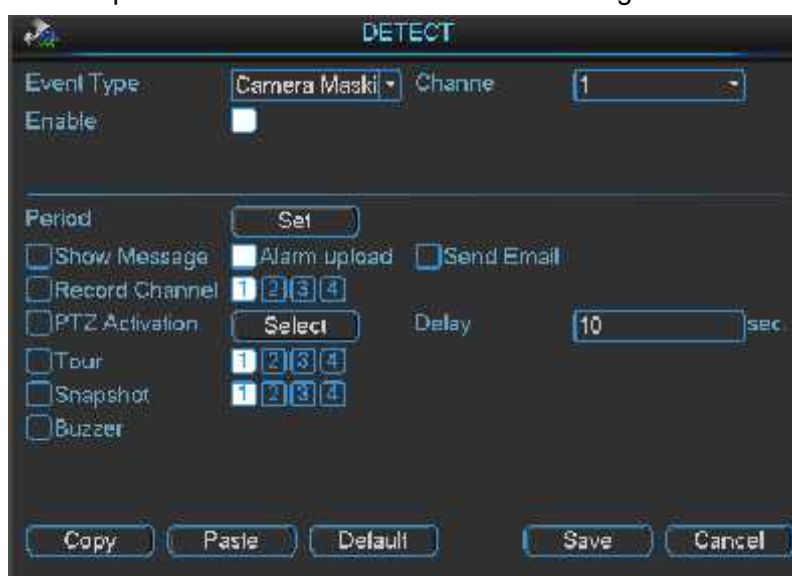 DETECT
Event Type Camera Maski Channe 1
Enable
Period Set
Show Message Alarm upload Send Email
Record Channel 1 2 3 4
PTZ Activation Select Delay 10 sec.
Tour 1 2 3 4
Snapshot 1 2 3 4
Buzzer
Copy Paste Default Save Cancel